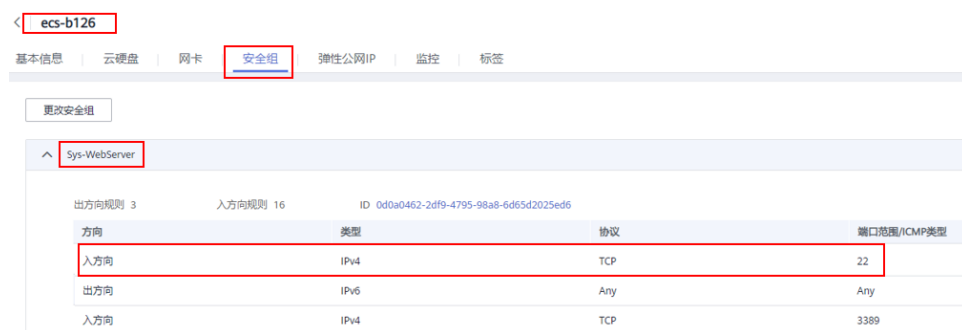 ecs-b126
基本信息 云硬盘 网卡 安全组 弹性公网IP 监控 标签
更改安全组
Sys-WebServer
出方向规则 3 入方向规则 16 ID 0d0a0462-2df9-4795-98a8-6d65d2025ed6
方向 类型 协议 端口范围/ICMP类型
入方向 IPv4 TCP 22
出方向 IPv6 Any Any
入方向 IPv4 TCP 3389